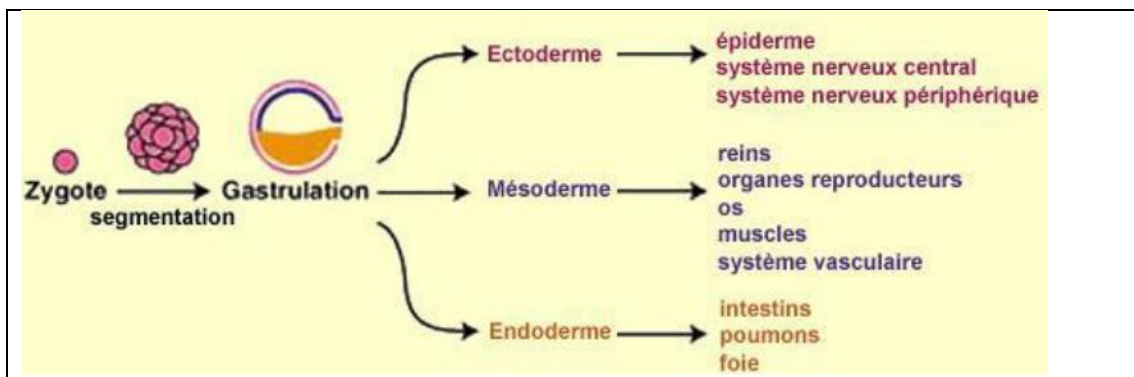 Zygote
segmentation
Gastrulation
Ectoderme
épiderme
système nerveux central
système nerveux périphérique
Mésoderme
reins
organes reproducteurs
os
muscles
système vasculaire
Endoderme
intestins
poumons
foie